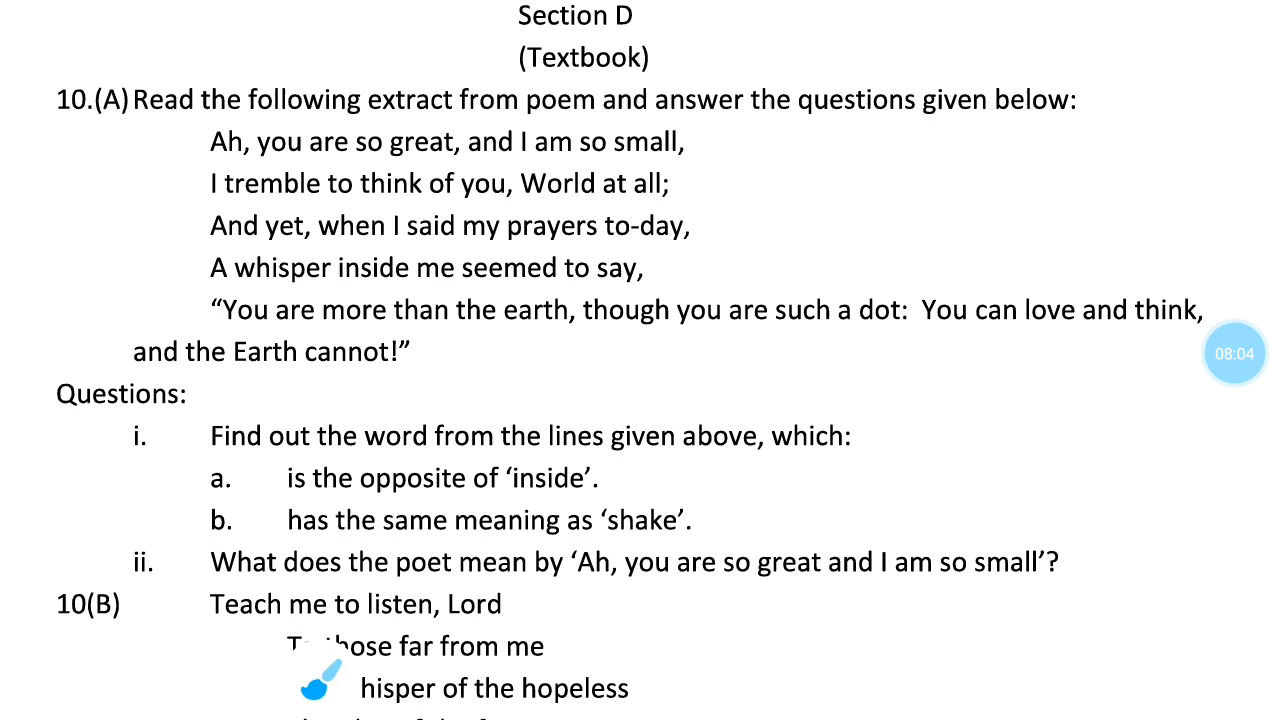 Section D
(Textbook)
10.(A) Read the following extract from poem and answer the questions given below:
Ah, you are so great, and I am so small,
I tremble to think of you, World at all;
And yet, when I said my prayers to-day,
A whisper inside me seemed to say,
“You are more than the earth, though you are such a dot: You can love and think,
and the Earth cannot!”
08:04
Questions:
i. Find out the word from the lines given above, which:
a. is the opposite of ‘inside’.
b. has the same meaning as ‘shake’.
ii. What does the poet mean by ‘Ah, you are so great and I am so small’?
10(B) Teach me to listen, Lord
far from me
of the hopeless